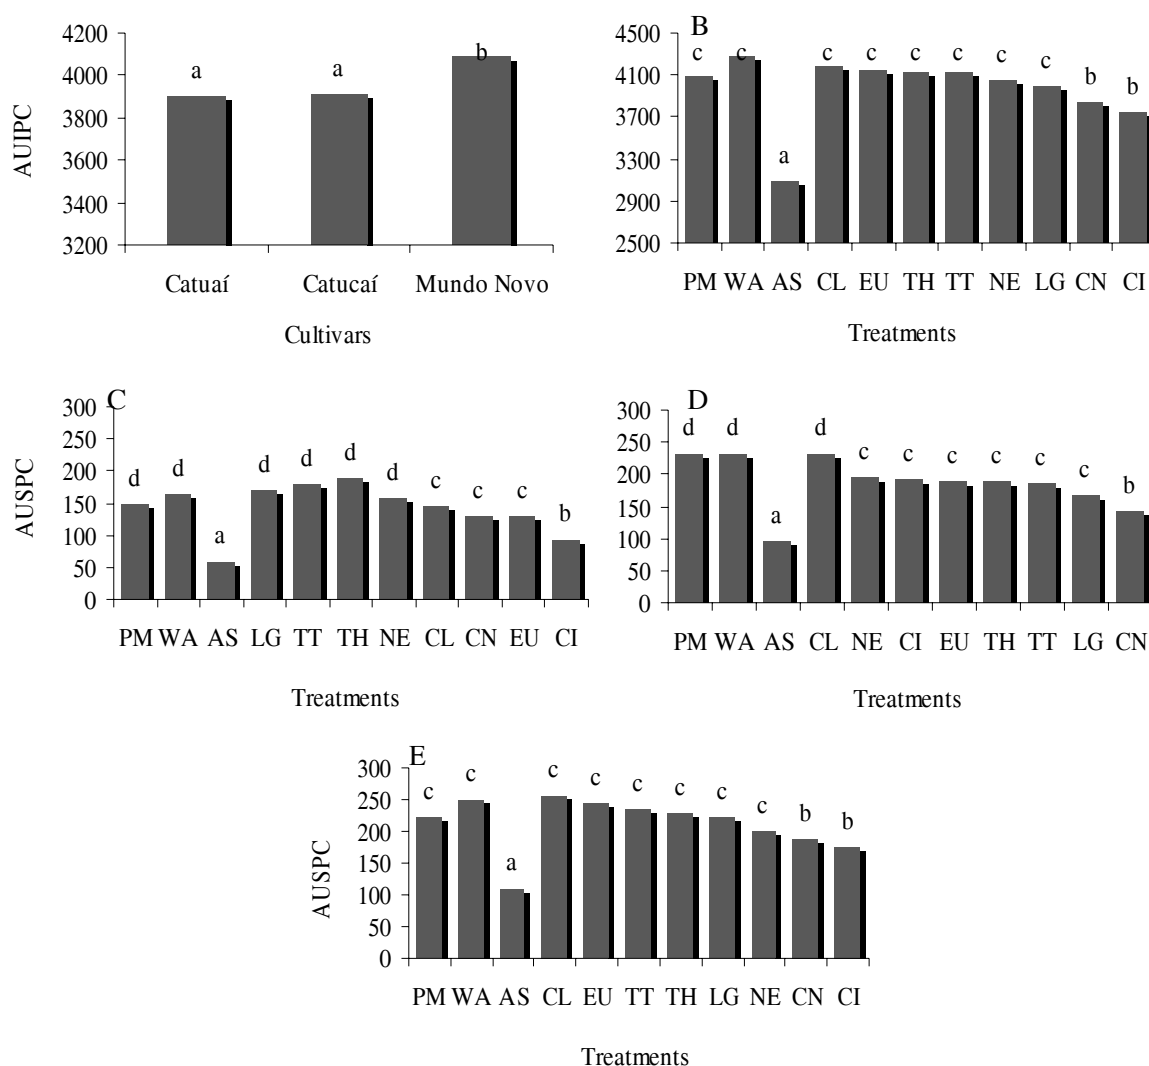 4200
4000
3800
3600
3400
3200
AUIPC
a
a
b
Catuaí Catucaí Mundo Novo
Cultivars
B
4500
4100
3700
3300
2900
2500
c c a c c c c c c b b
PM WA AS CL EU TH TT NE LG CN CI
Treatments
C
300
250
200
150
100
50
0
AUSPC
d d a d d d d c c c b
PM WA AS LG TT TH NE CL CN EU CI
Treatments
D
300
250
200
150
100
50
0
d d a d c c c c c c b
PM WA AS CL NE CI EU TH TT LG CN
Treatments
E
300
250
200
150
100
50
0
AUSPC
c c a c c c c c c b b
PM WA AS CL EU TT TH LG NE CN CI
Treatments